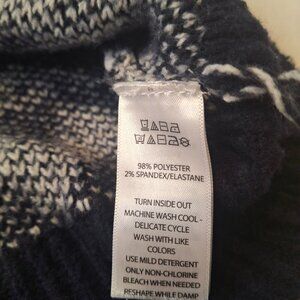 98% POLYESTER
2% SPANDEX/ELASTANE
TURN INSIDE OUT
MACHINE WASH COOL -
DELICATE CYCLE
WASH WITH LIKE
COLORS
USE MILD DETERGENT
ONLY NON-CHLORINE
BLEACH WHEN NEEDED
RESHAPE WHILE DAMP